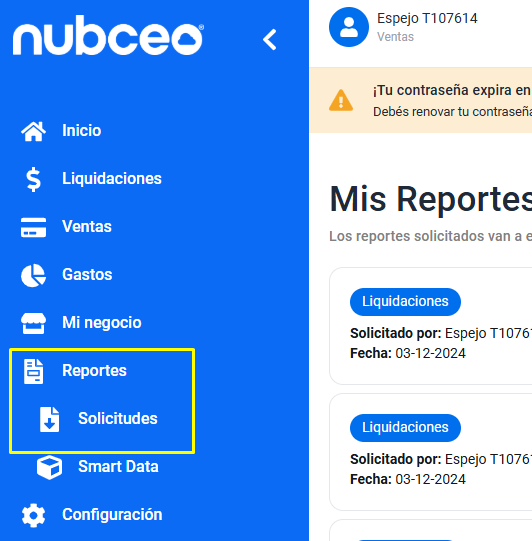 nubceo®
Inicio
Liquidaciones
Ventas
Gastos
Mi negocio
Reportes
Solicitudes
Smart Data
Configuración
Espejo T107614
Ventas
¡Tu contraseña expira en
Debés renovar tu contraseña
Mis Reportes
Los reportes solicitados van a e
Liquidaciones
Solicitado por: Espejo T10761
Fecha: 03-12-2024
Liquidaciones
Solicitado por: Espejo T10761
Fecha: 03-12-2024